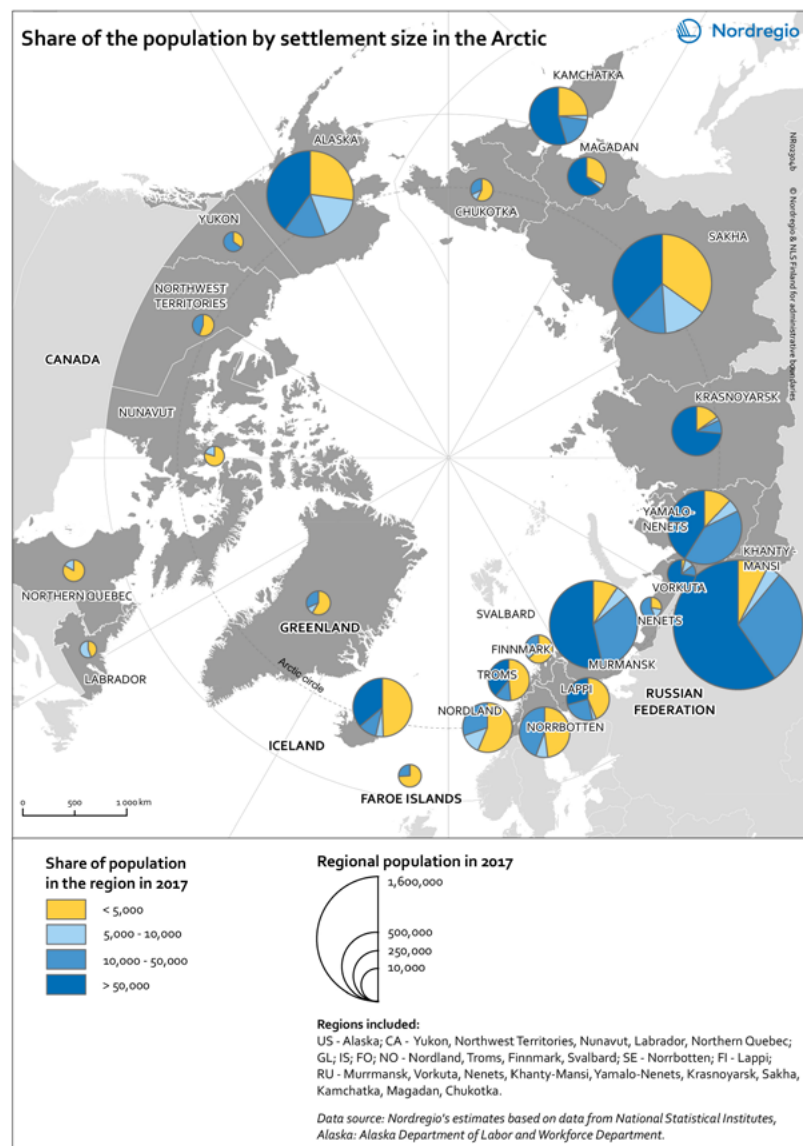 Share of the population by settlement size in the Arctic
Nordregio
KAMCHATKA
ALASKA
MAGADAN
NR02304b © Nordregio & NLS Finland for administrative boundaries
CHUKOTKA
YUKON
SAKHA
NORTHWEST
TERRITORIES
CANADA
KRASNOYARSK
NUNAVUT
YAMALO-
NENETS
KHANTY-
MANSI
VORKUTA
NORTHERN QUEBEC
SVALBARD
NENETS
GREENLAND
FINNMARK
MURMANSK
LABRADOR
TROMS
LAPPI
RUSSIAN
FEDERATION
Arctic circle
NORDLAND
NORRBOTTEN
ICELAND
FAROE ISLANDS
0 500 1 000 km
Share of population
in the region in 2017
< 5,000
5,000 - 10,000
10,000 - 50,000
> 50,000
Regional population in 2017
1,600,000
500,000
250,000
10,000
Regions included:
US - Alaska; CA - Yukon, Northwest Territories, Nunavut, Labrador, Northern Quebec;
GL; IS; FO; NO - Nordland, Troms, Finnmark, Svalbard; SE - Norrbotten; FI - Lappi;
RU - Murrmansk, Vorkuta, Nenets, Khanty-Mansi, Yamalo-Nenets, Krasnoyarsk, Sakha,
Kamchatka, Magadan, Chukotka.
Data source: Nordregio's estimates based on data from National Statistical Institutes,
Alaska: Alaska Department of Labor and Workforce Department.